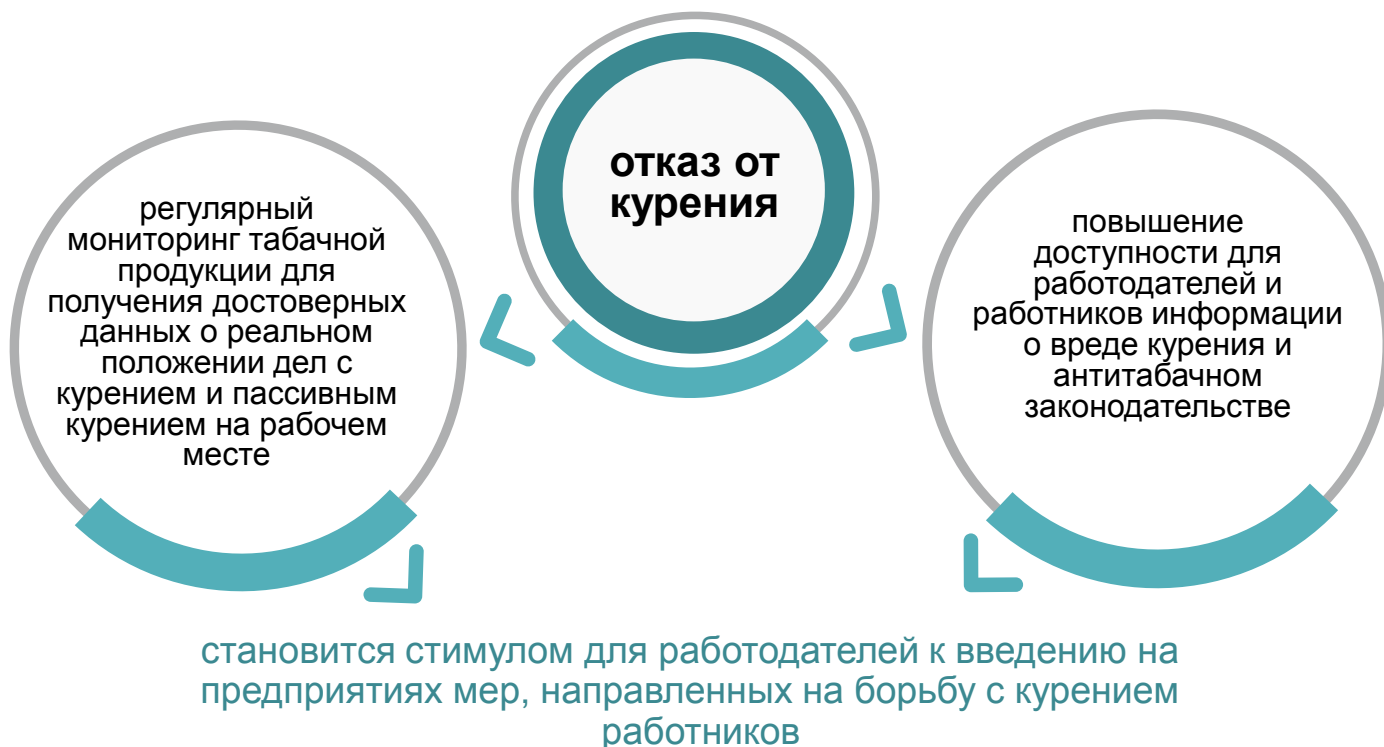 отказ от
курения
регулярный
мониторинг табачной
продукции для
получения достоверных
данных о реальном
положении дел с
курением и пассивным
курением на рабочем
месте
повышение
доступности для
работодателей и
работников информации
о вреде курения и
антитабачном
законодательстве
становится стимулом для работодателей к введению на
предприятиях мер, направленных на борьбу с курением
работников